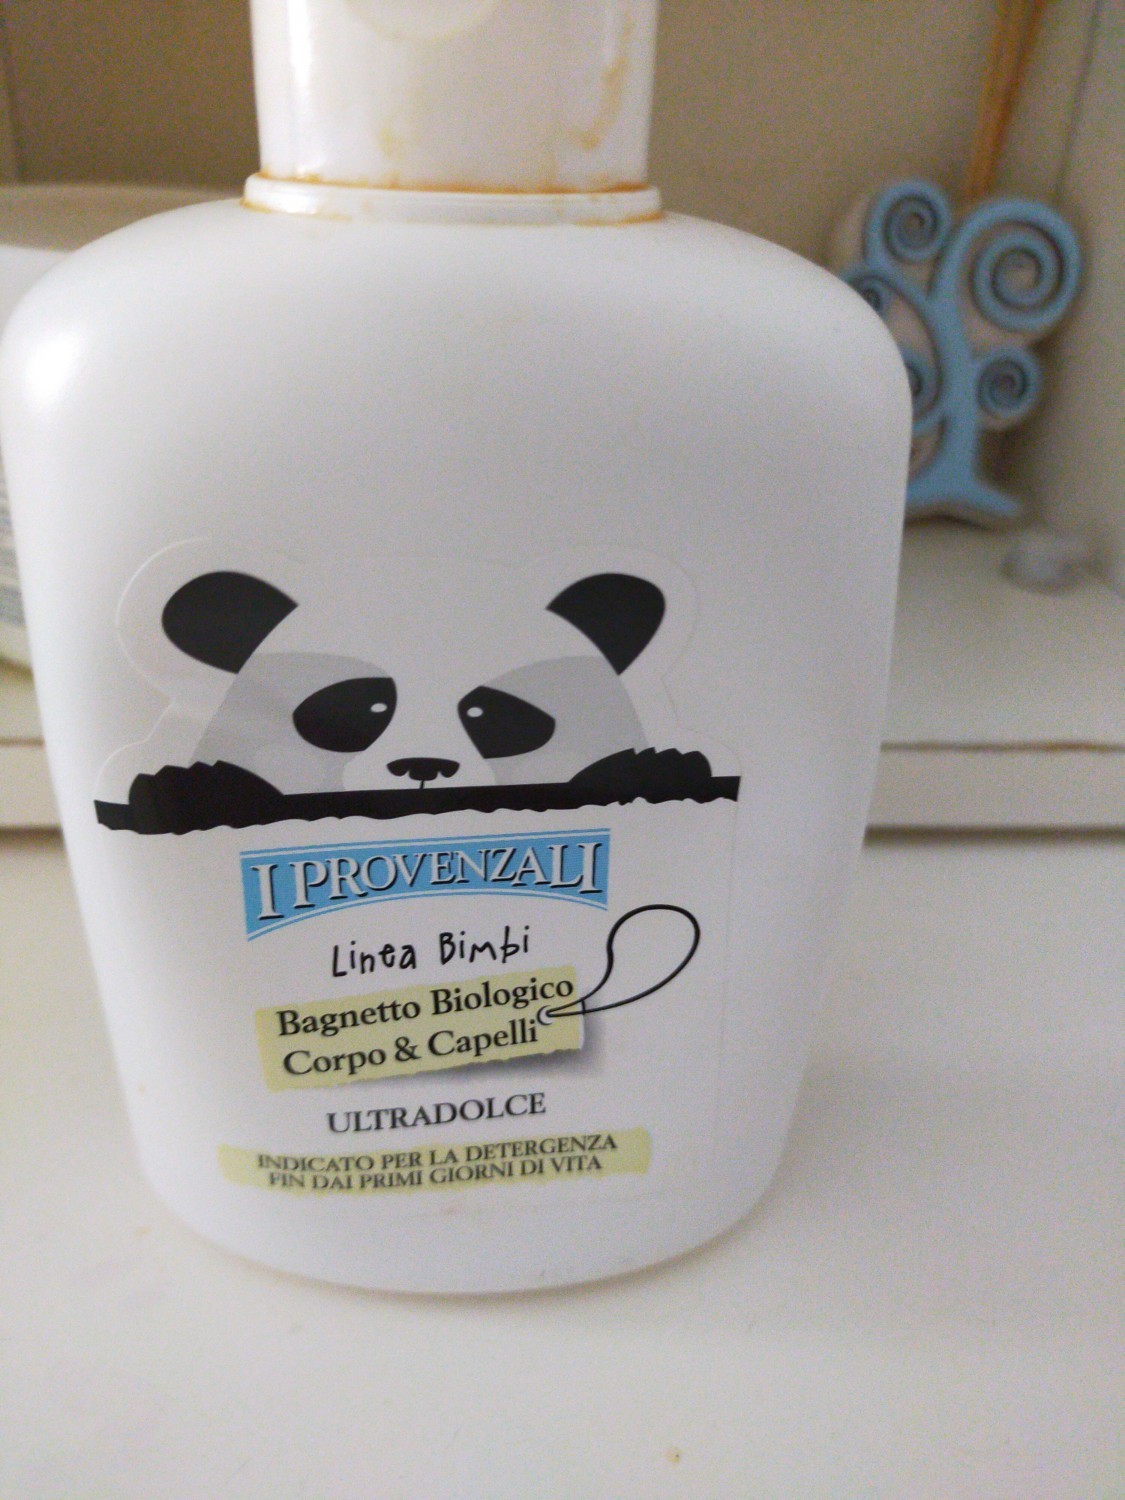 I PROVENZALI
Linea Bimbi
Bagnetto Biologico
Corpo & Capelli
ULTRADOLCE
INDICATO PER LA DETERGENZA
FIN DAI PRIMI GIORNI DI VITA